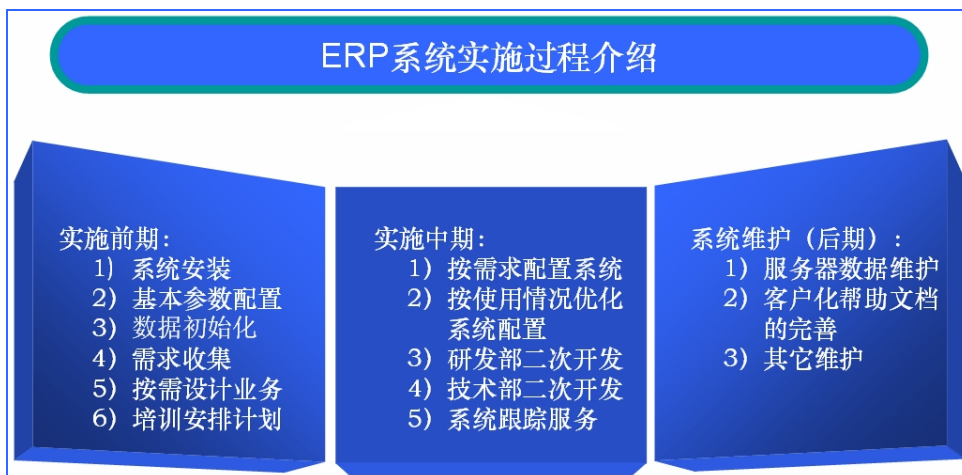 ERP系统实施过程介绍
实施前期：
1）系统安装
2）基本参数配置
3）数据初始化
4）需求收集
5）按需设计业务
6）培训安排计划
实施中期：
1）按需求配置系统
2）按使用情况优化
系统配置
3）研发部二次开发
4）技术部二次开发
5）系统跟踪服务
系统维护（后期）：
1）服务器数据维护
2）客户化帮助文档
的完善
3）其它维护